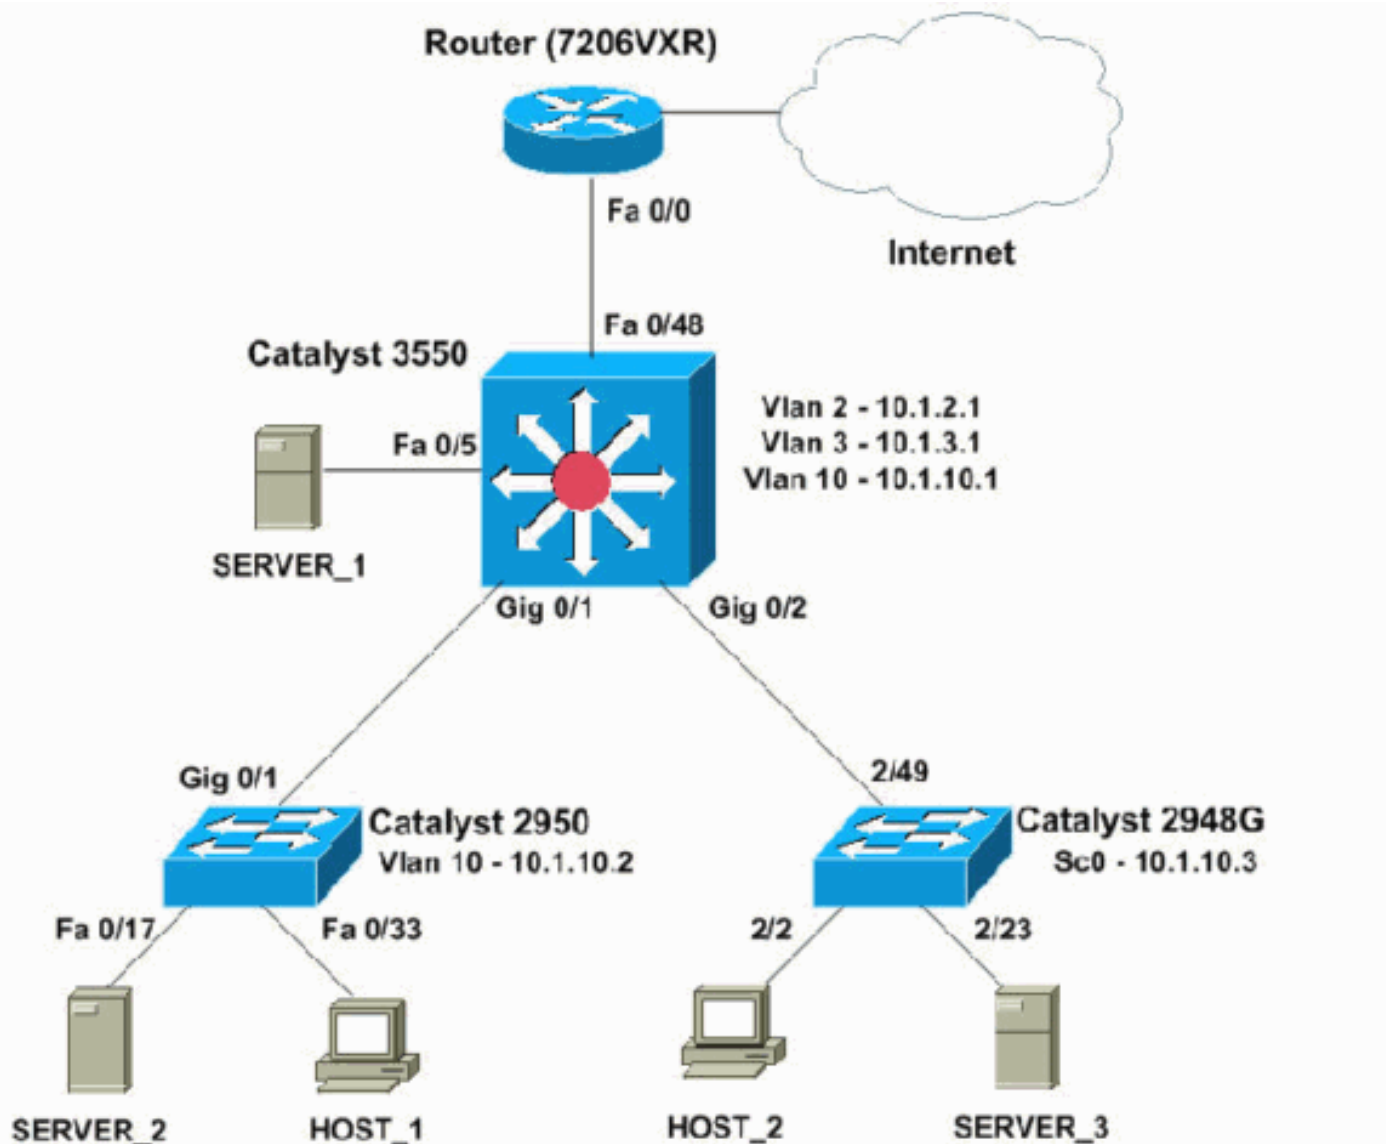 Router (7206VXR)
Fa 0/0
Internet
Fa 0/48
Catalyst 3550
Vlan 2 - 10.1.2.1
Vlan 3 - 10.1.3.1
Vlan 10 - 10.1.10.1
Fa 0/5
SERVER_1
Gig 0/1
Gig 0/2
Gig 0/1
2/49
Catalyst 2950
Vlan 10 - 10.1.10.2
Catalyst 2948G
Sc0 - 10.1.10.3
Fa 0/17
Fa 0/33
2/2
2/23
SERVER_2
HOST_1
HOST_2
SERVER_3